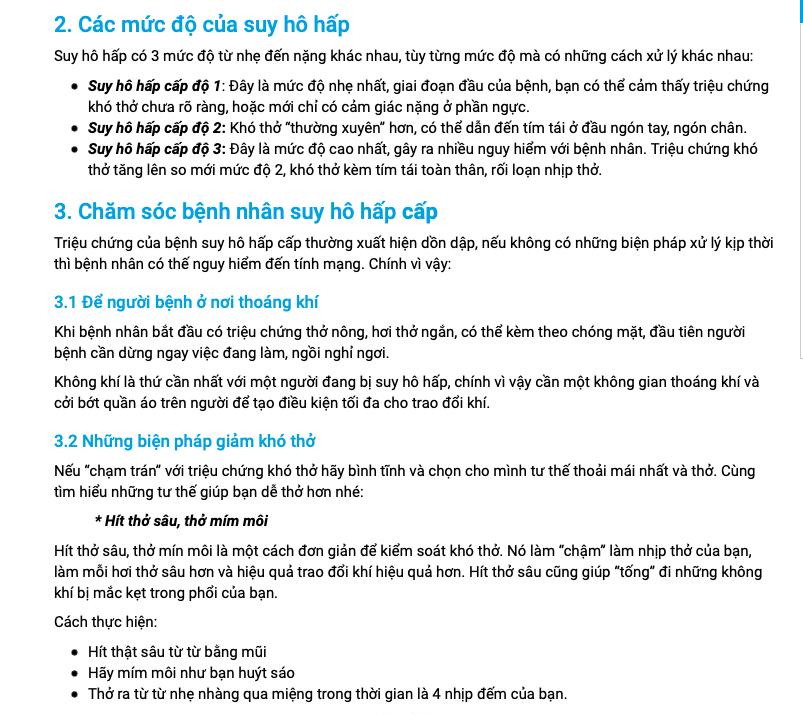 2. Các mức độ của suy hô hấp
Suy hô hấp có 3 mức độ từ nhẹ đến nặng khác nhau, tùy từng mức độ mà có những cách xử lý khác nhau:
• Suy hô hấp cấp độ 1: Đây là mức độ nhẹ nhất, giai đoạn đầu của bệnh, bạn có thể cảm thấy triệu chứng
khó thở chưa rõ ràng, hoặc mới chỉ có cảm giác nặng ở phần ngực.
• Suy hô hấp cấp độ 2: Khó thở “thường xuyên” hơn, có thể dẫn đến tím tái ở đầu ngón tay, ngón chân.
• Suy hô hấp cấp độ 3: Đây là mức độ cao nhất, gây ra nhiều nguy hiểm với bệnh nhân. Triệu chứng khó
thở tăng lên so mới mức độ 2, khó thở kèm tím tái toàn thân, rối loạn nhịp thở.
3. Chăm sóc bệnh nhân suy hô hấp cấp
Triệu chứng của bệnh suy hô hấp cấp thường xuất hiện dồn dập, nếu không có những biện pháp xử lý kịp thời
thì bệnh nhân có thế nguy hiểm đến tính mạng. Chính vì vậy:
3.1 Để người bệnh ở nơi thoáng khí
Khi bệnh nhân bắt đầu có triệu chứng thở nông, hơi thở ngắn, có thể kèm theo chóng mặt, đầu tiên người
bệnh cần dừng ngay việc đang làm, ngồi nghỉ ngơi.
Không khí là thứ cần nhất với một người đang bị suy hô hấp, chính vì vậy cần một không gian thoáng khí và
cởi bớt quần áo trên người để tạo điều kiện tối đa cho trao đổi khí.
3.2 Những biện pháp giảm khó thở
Nếu “chạm trán” với triệu chứng khó thở hãy bình tĩnh và chọn cho mình tư thế thoải mái nhất và thở. Cùng
tìm hiểu những tư thế giúp bạn dễ thở hơn nhé:
* Hít thở sâu, thở mím môi
Hít thở sâu, thở mín môi là một cách đơn giản để kiểm soát khó thở. Nó làm “chậm” làm nhịp thở của bạn,
làm mỗi hơi thở sâu hơn và hiệu quả trao đổi khí hiệu quả hơn. Hít thở sâu cũng giúp “tống” đi những không
khí bị mắc kẹt trong phổi của bạn.
Cách thực hiện:
• Hít thật sâu từ từ bằng mũi
• Hãy mím môi như bạn huýt sáo
• Thở ra từ từ nhẹ nhàng qua miệng trong thời gian là 4 nhịp đếm của bạn.